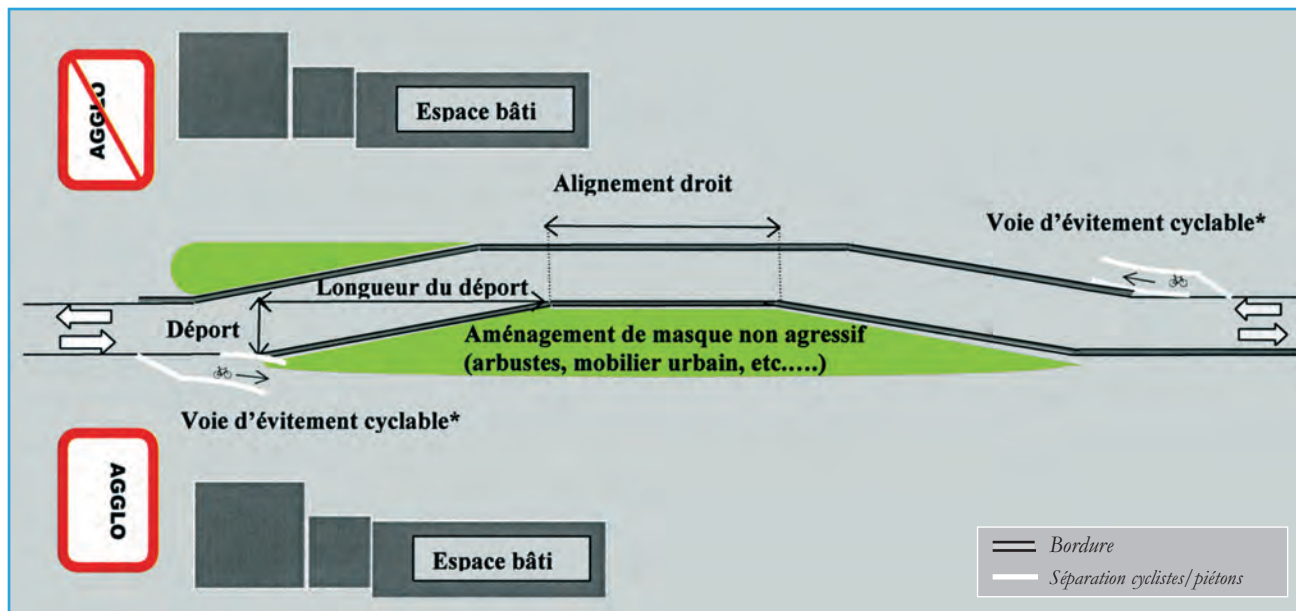 AGGLO
Espace bâti
Alignement droit
Voie d'évitement cyclable*
Longueur du déport
Déport
Aménagement de masque non agressif
(arbustes, mobilier urbain, etc.....)
Voie d'évitement cyclable*
AGGLO
Espace bâti
Bordure
Séparation cyclistes/piétons